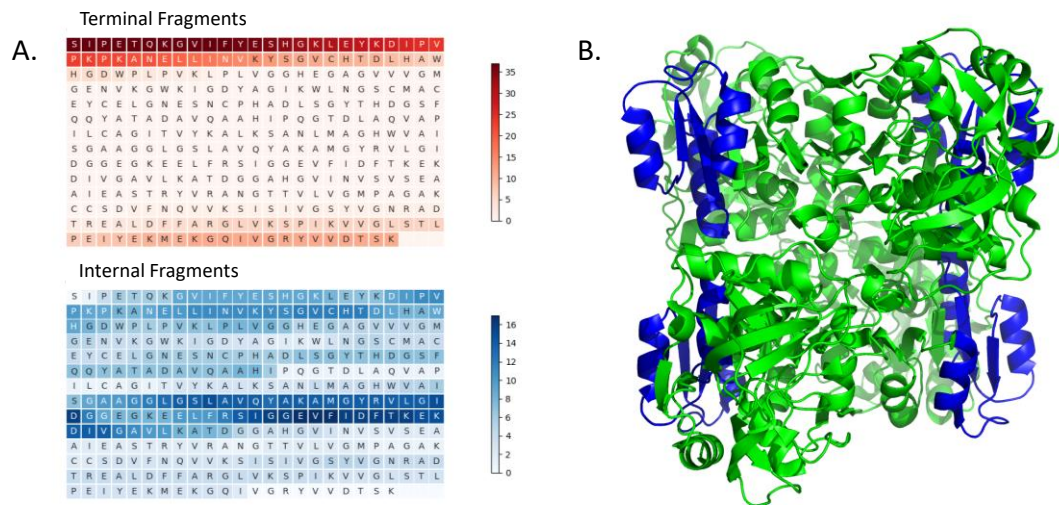 Terminal Fragments
A.
B.
S I P E T Q K G V I F Y E S H G K L E Y K D I P V
P K P K A N E L L I N V K Y S G V C H T D L H A W
H G D W P L P V K L P L V G G H E G A G V V V G M
G E N V K G W K I G D Y A G I K W L N G S C M A C
E Y C E L G N E S N C P H A D L S G Y T H D G S F
Q Q Y A T A D A V Q A A H I P Q G T D L A Q V A P
I L C A G I T V Y K A L K S A N L M A G H W V A I
S G A A G G L G S L A V Q Y A K A M G Y R V L G I
D G G E G K E E L F R S I G G E V F I D F T K E K
D I V G A V L K A T D G G A H G V I N V S V S E A
A I E A S T R Y V R A N G T T V L V G M P A G A K
C C S D V F N Q V V K S I S I V G S Y V G N R A D
T R E A L D F F A R G L V K S P I K V V G L S T L
P E I Y E K M E K G Q I V G R Y V V D T S K
35
30
25
20
15
10
5
0
Internal Fragments
S I P E T Q K G V I F Y E S H G K L E Y K D I P V
P K P K A N E L L I N V K Y S G V C H T D L H A W
H G D W P L P V K L P L V G G H E G A G V V V G M
G E N V K G W K I G D Y A G I K W L N G S C M A C
E Y C E L G N E S N C P H A D L S G Y T H D G S F
Q Q Y A T A D A V Q A A H I P Q G T D L A Q V A P
I L C A G I T V Y K A L K S A N L M A G H W V A I
S G A A G G L G S L A V Q Y A K A M G Y R V L G I
D G G E G K E E L F R S I G G E V F I D F T K E K
D I V G A V L K A T D G G A H G V I N V S V S E A
A I E A S T R Y V R A N G T T V L V G M P A G A K
C C S D V F N Q V V K S I S I V G S Y V G N R A D
T R E A L D F F A R G L V K S P I K V V G L S T L
P E I Y E K M E K G Q I V G R Y V V D T S K
16
14
12
10
8
6
4
2
0